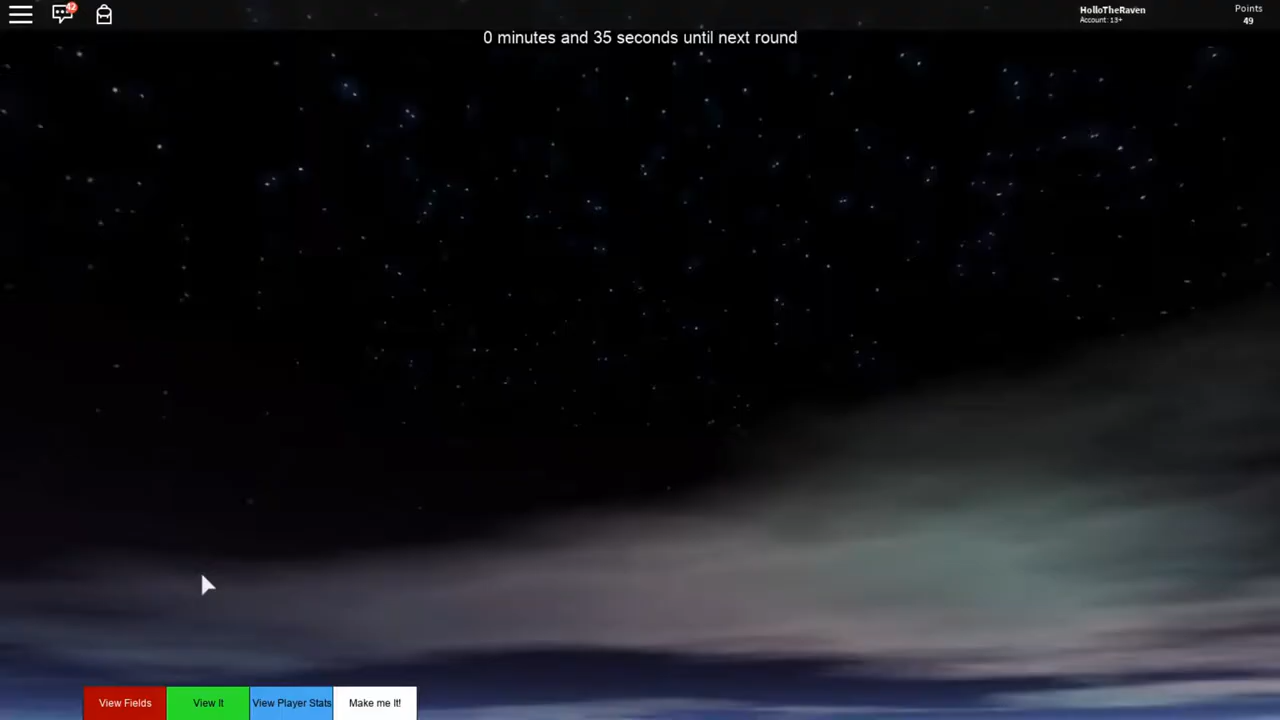 42
HolloTheRaven
Account: 13+
Points
49
0 minutes and 35 seconds until next round
View Fields
View It
View Player Stats
Make me It!